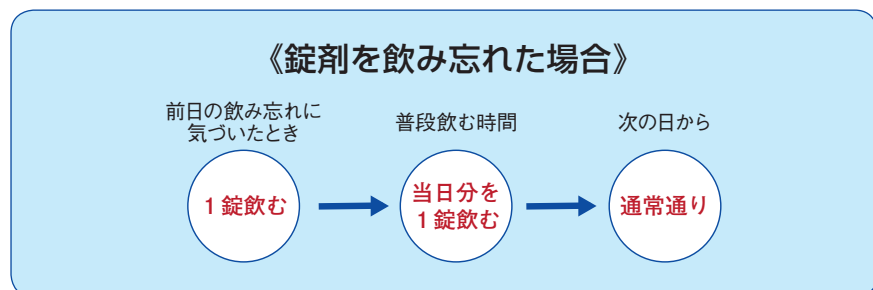 《錠剤を飲み忘れた場合》
前日の飲み忘れに
気づいたとき
普段飲む時間
次の日から
1錠飲む
当日分を
1錠飲む
通常通り